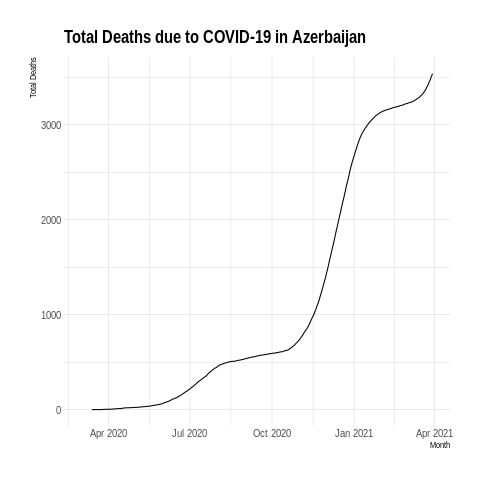 Total Deaths due to COVID-19 in Azerbaijan
Total Deaths
3000
2000
1000
0
Apr 2020 Jul 2020 Oct 2020 Jan 2021 Apr 2021
Month